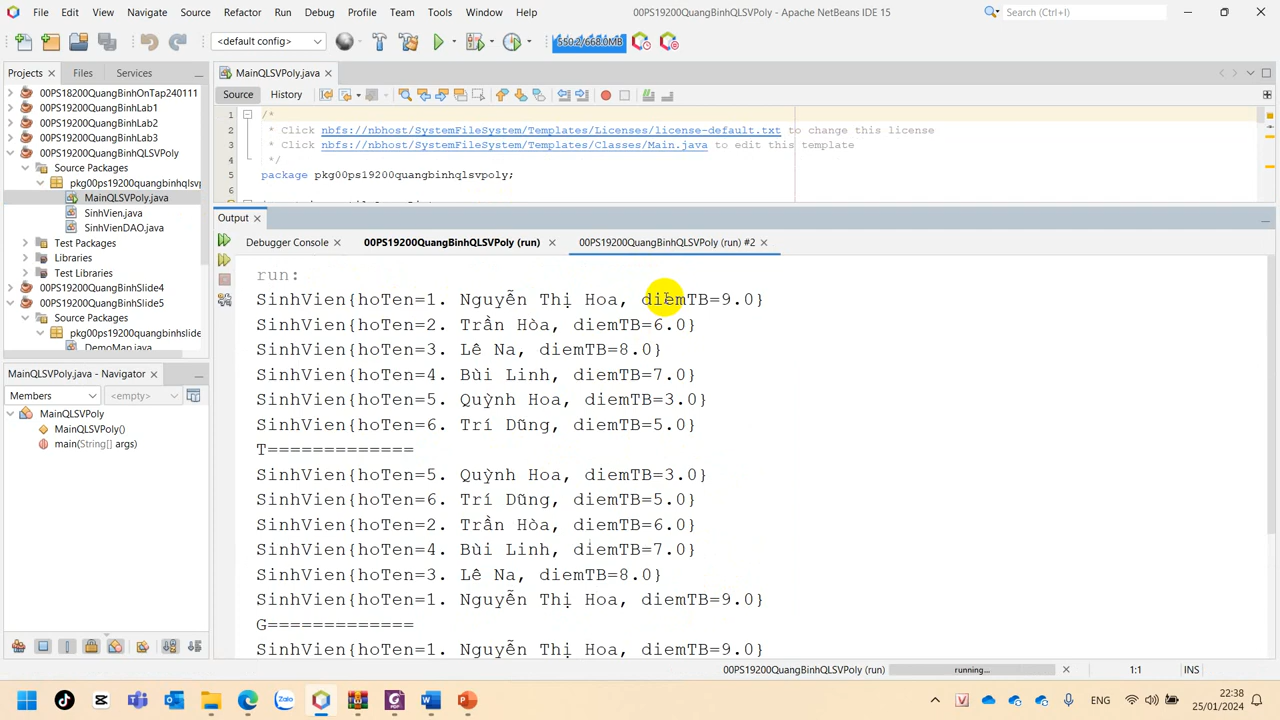 File Edit View Navigate Source Refactor Run Debug Profile Team Tools Window Help
00PS19200QuangBinhQLSVPoly - Apache NetBeans IDE 15
Search (Ctrl+I)
<default config>
550.2/668.0MB
Projects Files Services
MainQLSVPoly.java
00PS18200QuangBinhOnTap240111
00PS19200QuangBinhLab1
00PS19200QuangBinhLab2
00PS19200QuangBinhLab3
00PS19200QuangBinhQLSVPoly
Source Packages
pkg00ps19200quangbinhqlsvp
MainQLSVPoly.java
SinhVien.java
SinhVienDAO.java
Test Packages
Libraries
Test Libraries
00PS19200QuangBinhSlide4
00PS19200QuangBinhSlide5
Source Packages
pkg00ps19200quangbinhslide
DemoMap.java
MainQLSVPoly.java - Navigator
Members <empty>
MainQLSVPoly
MainQLSVPoly()
main(String[] args)
Source History
1 /*
2 * Click nbfs://nbhost/SystemFileSystem/Templates/Licenses/license-default.txt to change this license
3 * Click nbfs://nbhost/SystemFileSystem/Templates/Classes/Main.java to edit this template
4 */
5 package pkg00ps19200quangbinhqlsvpoly;
6
Output
Debugger Console 00PS19200QuangBinhQLSVPoly (run) 00PS19200QuangBinhQLSVPoly (run) #2
run:
SinhVien{hoTen=1. Nguyễn Thị Hoa, diemTB=9.0}
SinhVien{hoTen=2. Trần Hòa, diemTB=6.0}
SinhVien{hoTen=3. Lê Na, diemTB=8.0}
SinhVien{hoTen=4. Bùi Linh, diemTB=7.0}
SinhVien{hoTen=5. Quỳnh Hoa, diemTB=3.0}
SinhVien{hoTen=6. Trí Dũng, diemTB=5.0}
T=============
SinhVien{hoTen=5. Quỳnh Hoa, diemTB=3.0}
SinhVien{hoTen=6. Trí Dũng, diemTB=5.0}
SinhVien{hoTen=2. Trần Hòa, diemTB=6.0}
SinhVien{hoTen=4. Bùi Linh, diemTB=7.0}
SinhVien{hoTen=3. Lê Na, diemTB=8.0}
SinhVien{hoTen=1. Nguyễn Thị Hoa, diemTB=9.0}
G=============
SinhVien{hoTen=1. Nguyễn Thị Hoa, diemTB=9.0}
00PS19200QuangBinhQLSVPoly (run) running... 1:1 INS
Zalo
ENG
22:38
25/01/2024